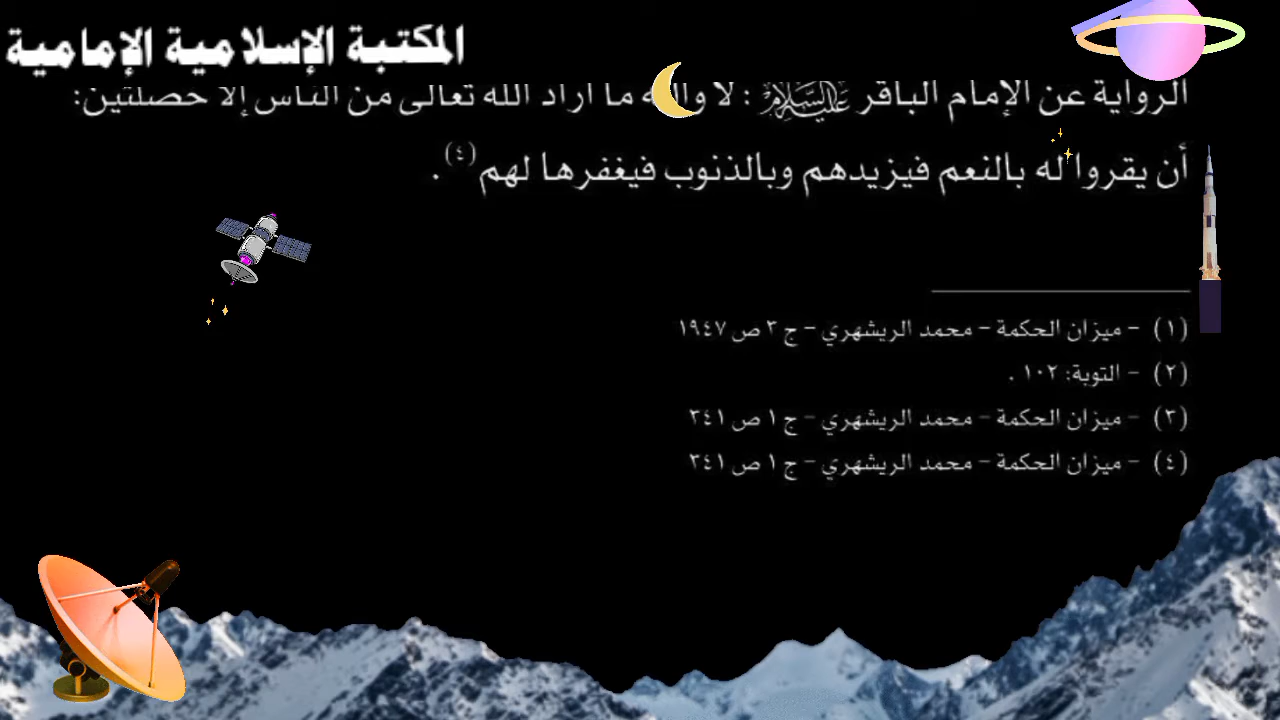 المكتبة الإسلامية الإمامية
الرواية عن الإمام الباقر عليه السلام : لا والله ما اراد الله تعالى من الناس إلا خصلتين:
أن يقروا له بالنعم فيزيدهم وبالذنوب فيغفرها لهم (٤) .
(١) - ميزان الحكمة - محمد الريشهري - ج ٣ ص ١٩٤٧
(٢) - التوبة: ١٠٢ .
(٣) - ميزان الحكمة - محمد الريشهري - ج ١ ص ٣٤١
(٤) - ميزان الحكمة - محمد الريشهري - ج ١ ص ٣٤١